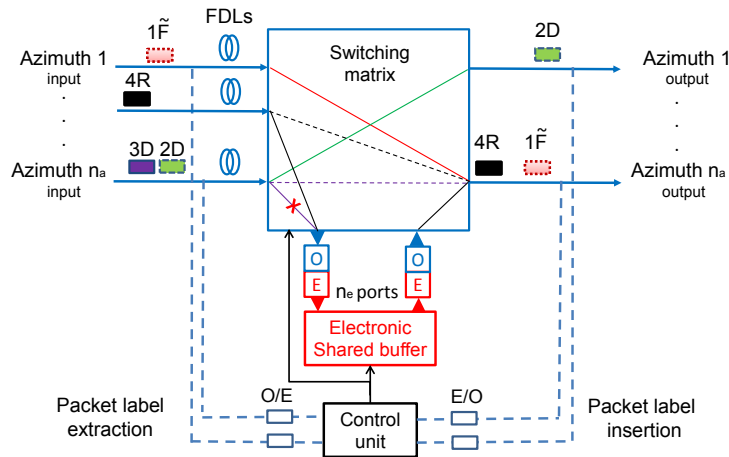 1F̃ FDLs 2D
Azimuth 1 Switching Azimuth 1
input matrix output
4R
. .
. .
. 3D 2D 4R 1F̃ .
Azimuth na Azimuth na
input output
X
O O
E nₑ ports E
Electronic
Shared buffer
O/E E/O
Packet label Control Packet label
extraction unit insertion